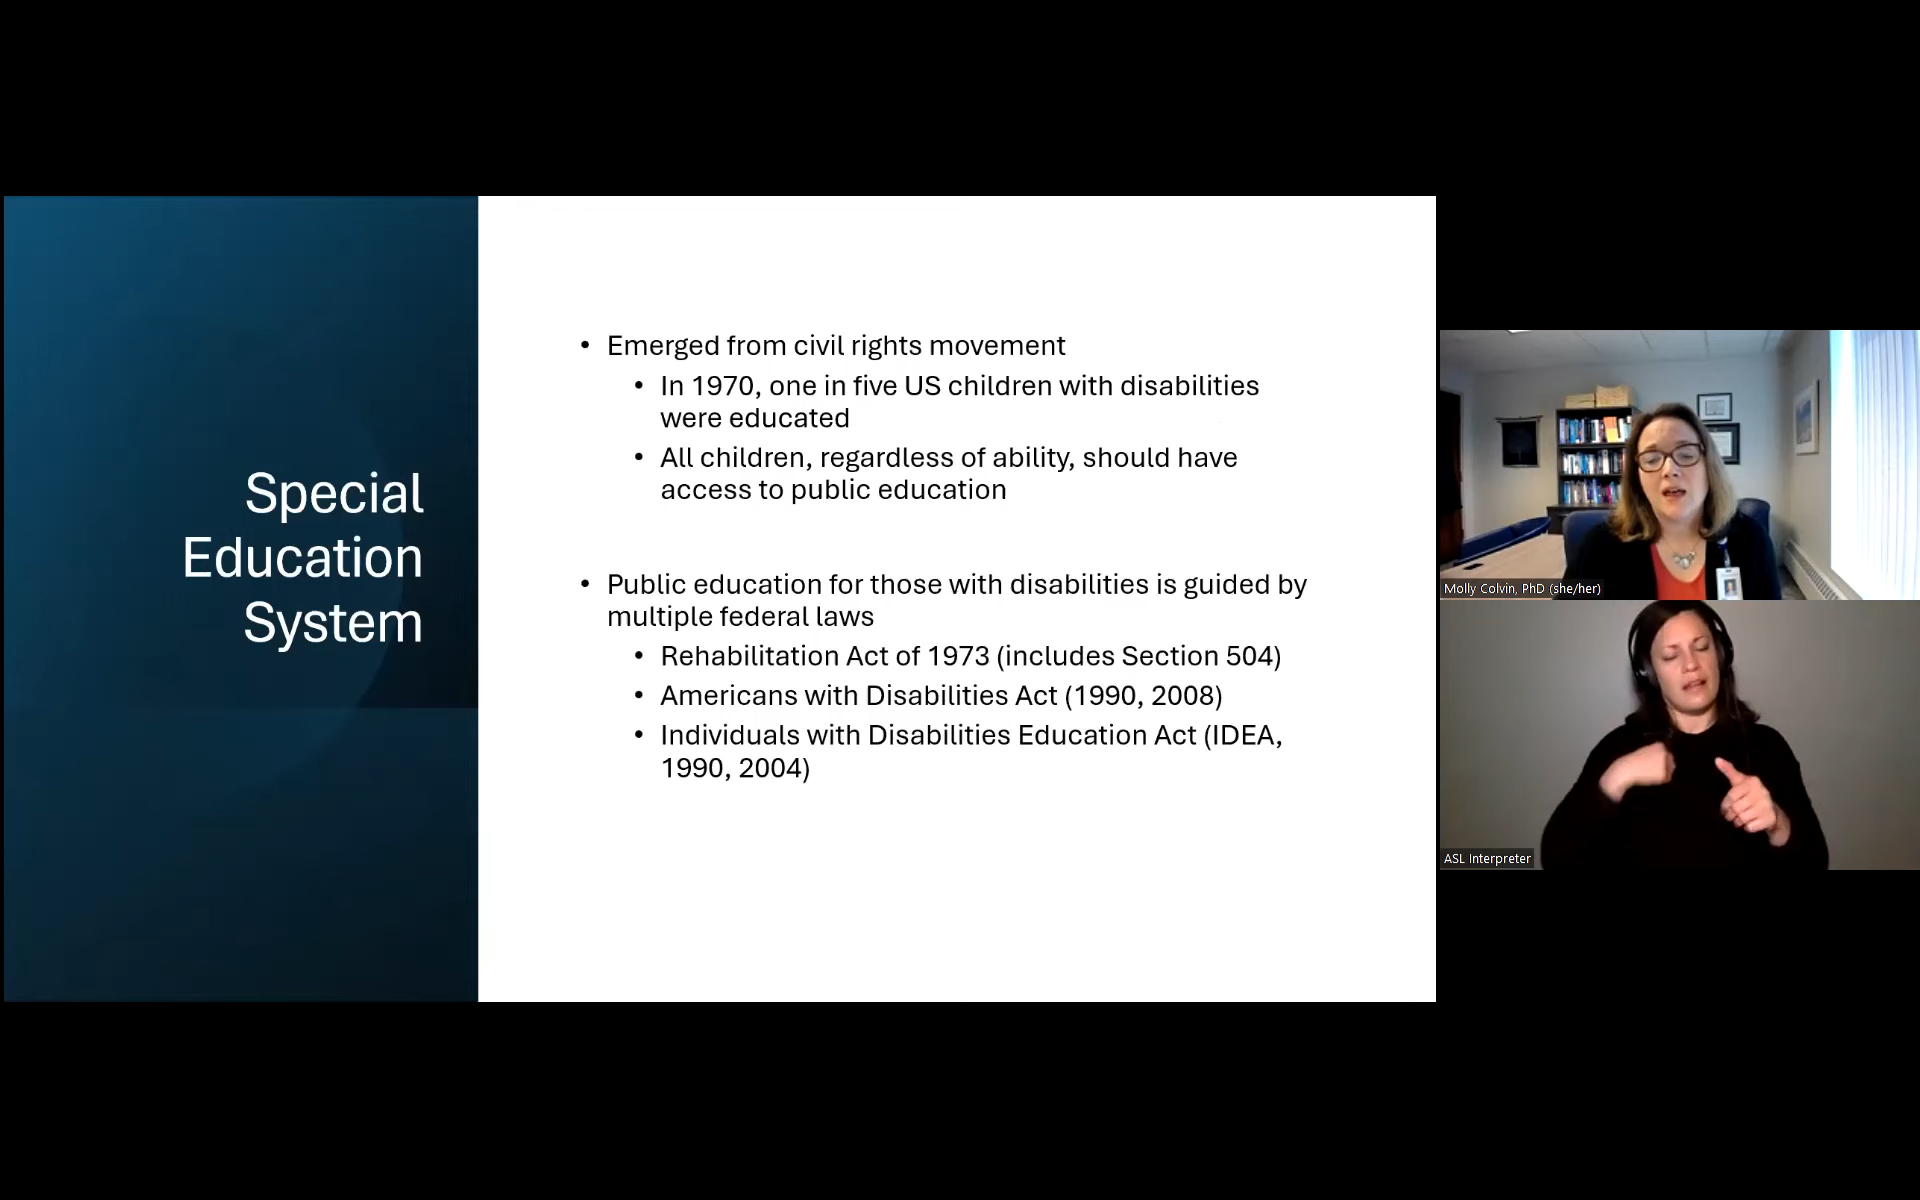 Special
Education
System
• Emerged from civil rights movement
• In 1970, one in five US children with disabilities
were educated
• All children, regardless of ability, should have
access to public education
• Public education for those with disabilities is guided by
multiple federal laws
• Rehabilitation Act of 1973 (includes Section 504)
• Americans with Disabilities Act (1990, 2008)
• Individuals with Disabilities Education Act (IDEA,
1990, 2004)
Molly Colvin, PhD (she/her)
ASL Interpreter